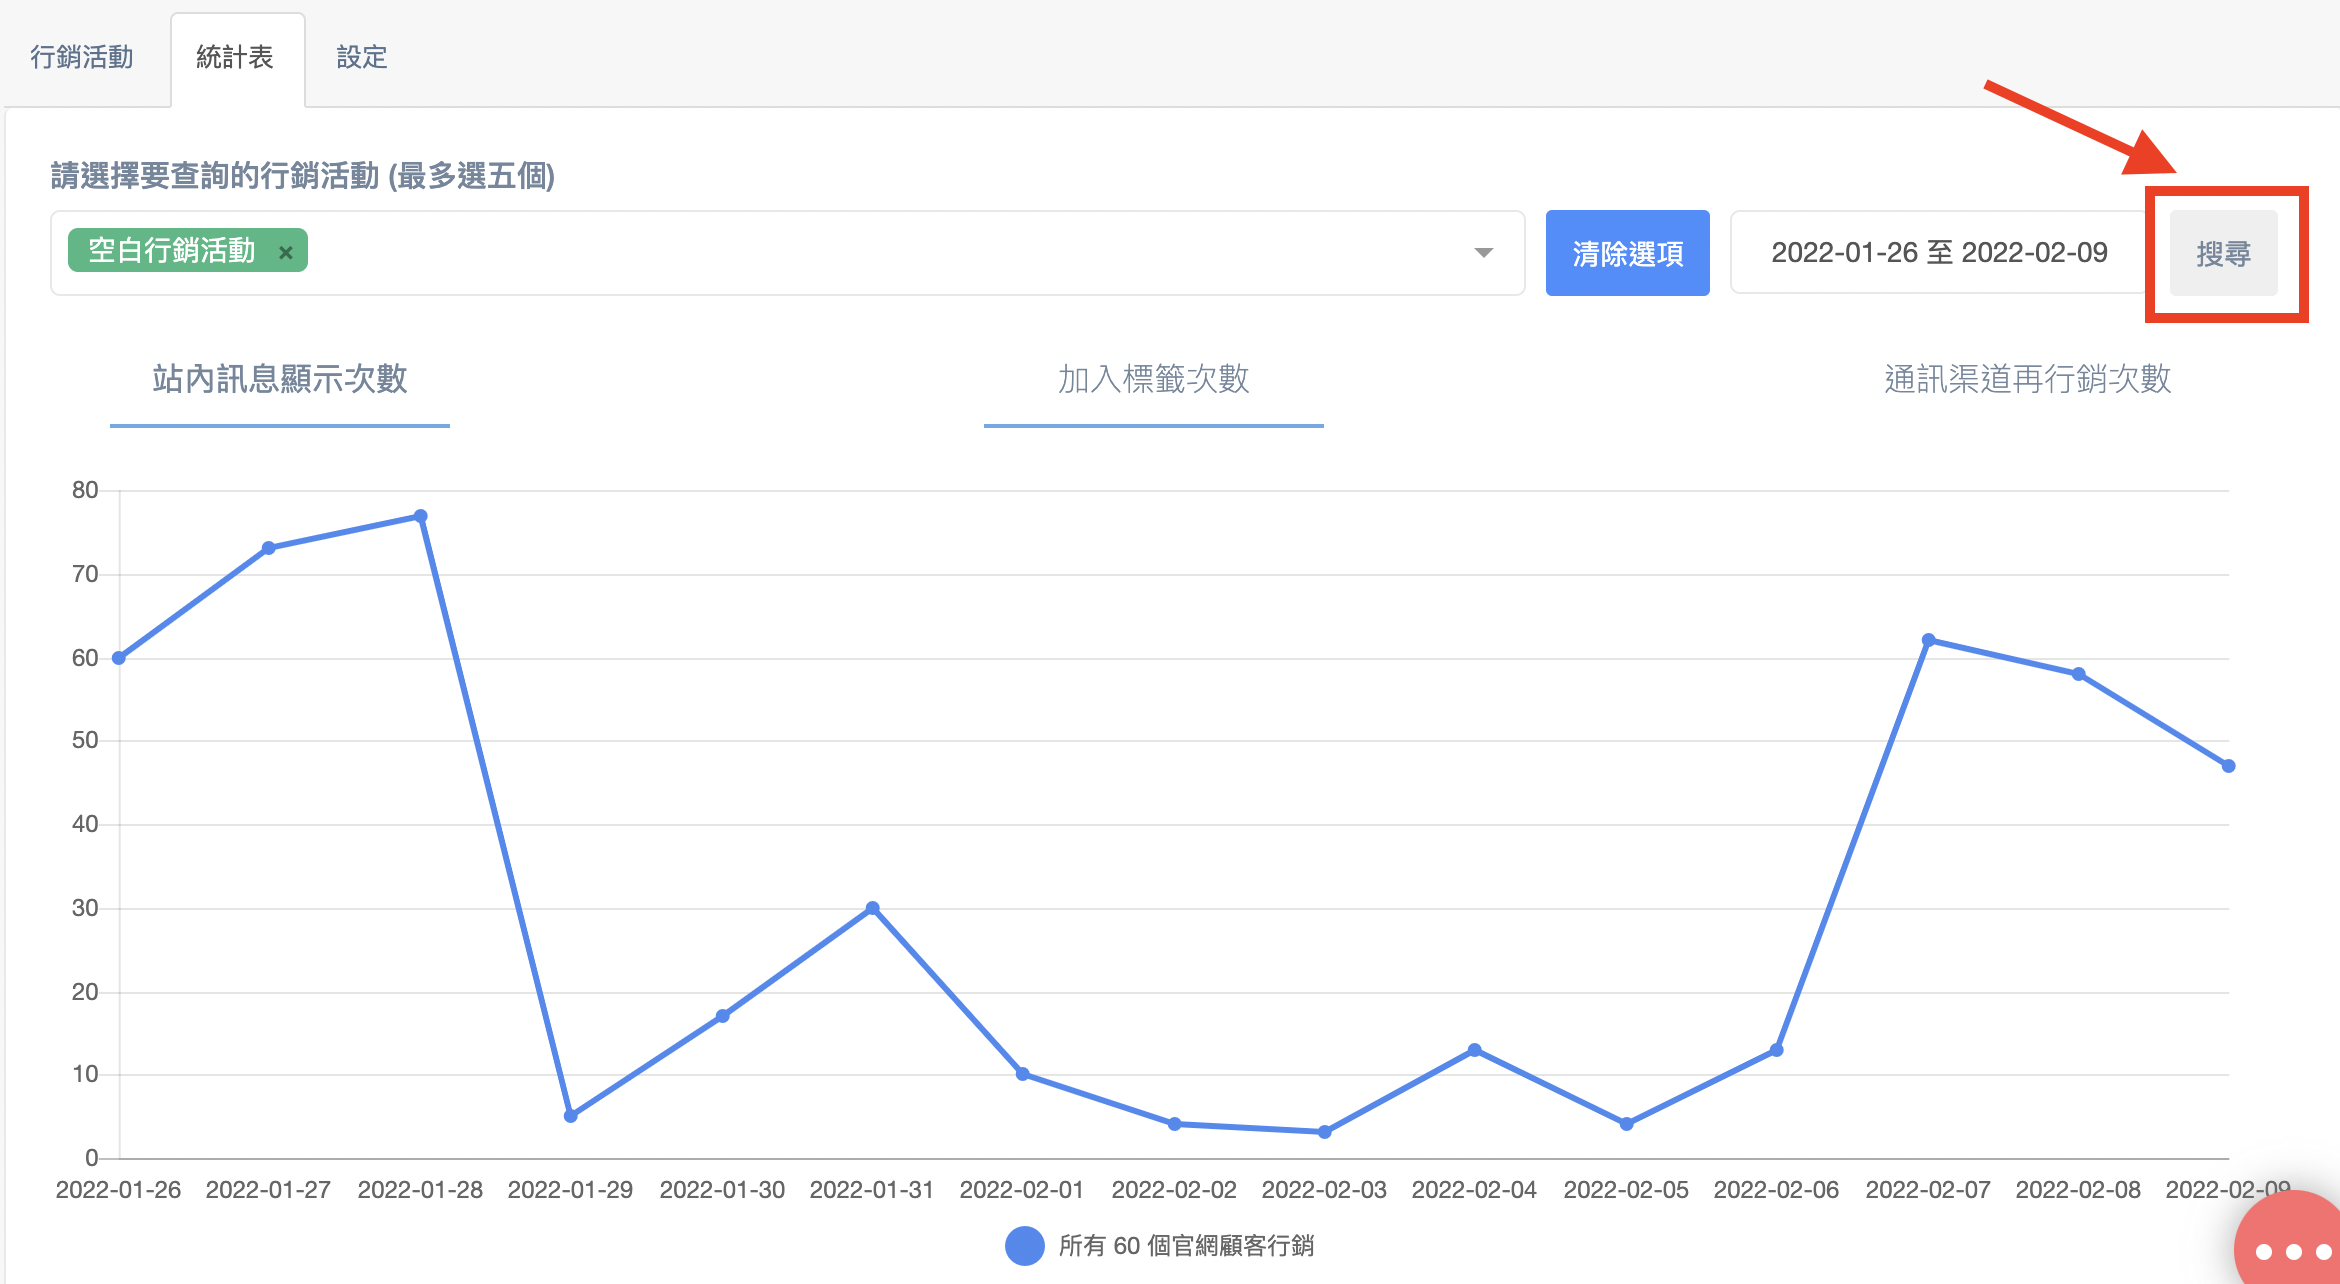 行銷活動 統計表 設定
請選擇要查詢的行銷活動 (最多選五個)
空白行銷活動 × 清除選項 2022-01-26 至 2022-02-09 搜尋
站內訊息顯示次數 加入標籤次數 通訊渠道再行銷次數
80
70
60
50
40
30
20
10
0
2022-01-26 2022-01-27 2022-01-28 2022-01-29 2022-01-30 2022-01-31 2022-02-01 2022-02-02 2022-02-03 2022-02-04 2022-02-05 2022-02-06 2022-02-07 2022-02-08 2022-02-09
所有 60 個官網顧客行銷